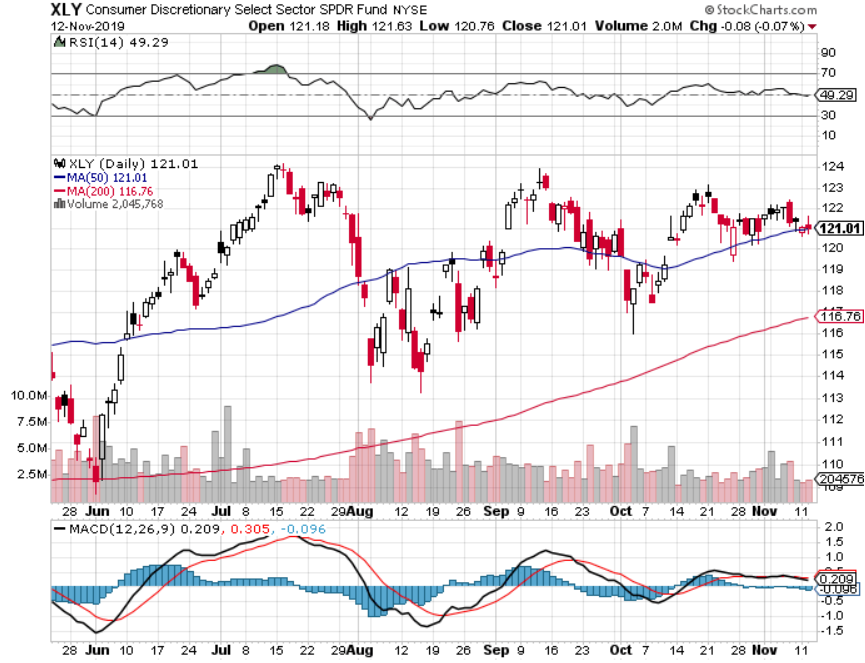 XLY Consumer Discretionary Select Sector SPDR Fund NYSE © StockCharts.com
12-Nov-2019 Open 121.18 High 121.63 Low 120.76 Close 121.01 Volume 2.0M Chg -0.08 (-0.07%)
RSI(14) 49.29
90
70
49.29
30
10
XLY (Daily) 121.01
MA(50) 121.01
MA(200) 116.76
Volume 2,045,768
124
123
122
121.01
120
119
118
116.76
116
115
114
10.0M 113
7.5M 112
5.0M 111
2.5M 110
204576
28 Jun 10 17 24 Jul 8 15 22 29 Aug 12 19 26 Sep 9 16 23 Oct 7 14 21 28 Nov 11
MACD(12,26,9) 0.209, 0.305, -0.096
2.0
1.5
1.0
0.209
-0.096
-0.5
-1.0
-1.5
28 Jun 10 17 24 Jul 8 15 22 29 Aug 12 19 26 Sep 9 16 23 Oct 7 14 21 28 Nov 11